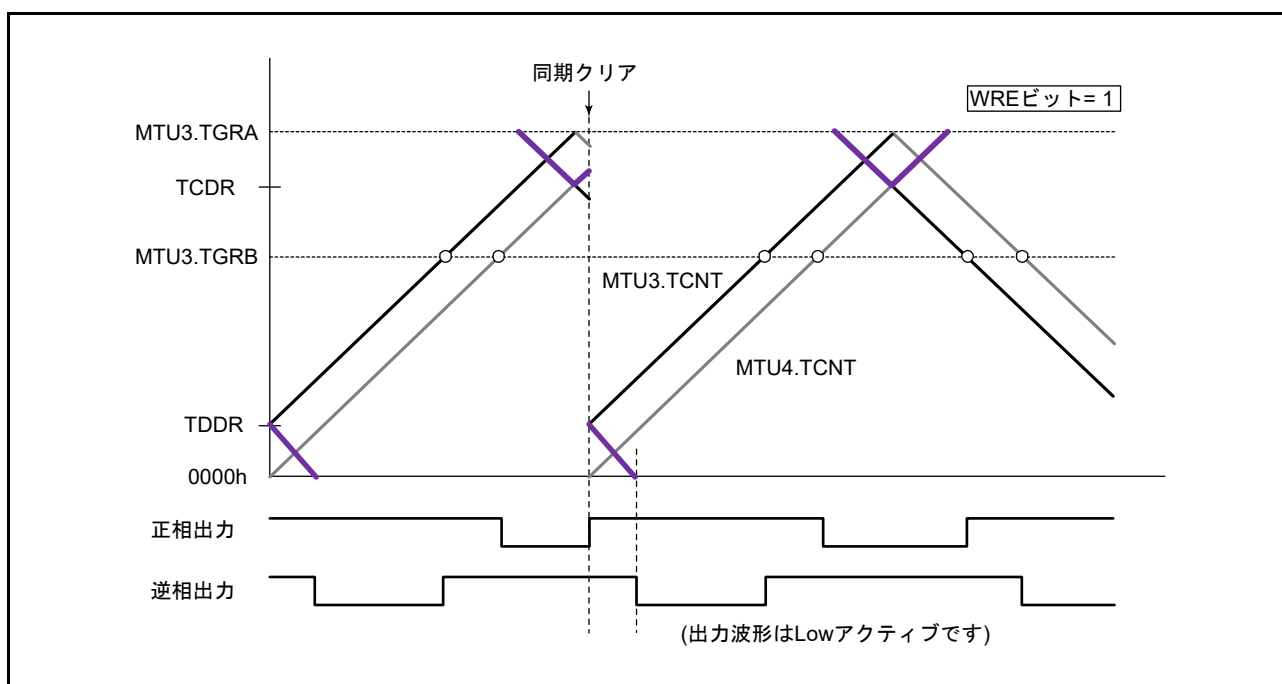 同期クリア
WREビット= 1
MTU3.TGRA
TCDR
MTU3.TGRB
MTU3.TCNT
MTU4.TCNT
TDDR
0000h
正相出力
逆相出力
(出力波形はLowアクティブです)